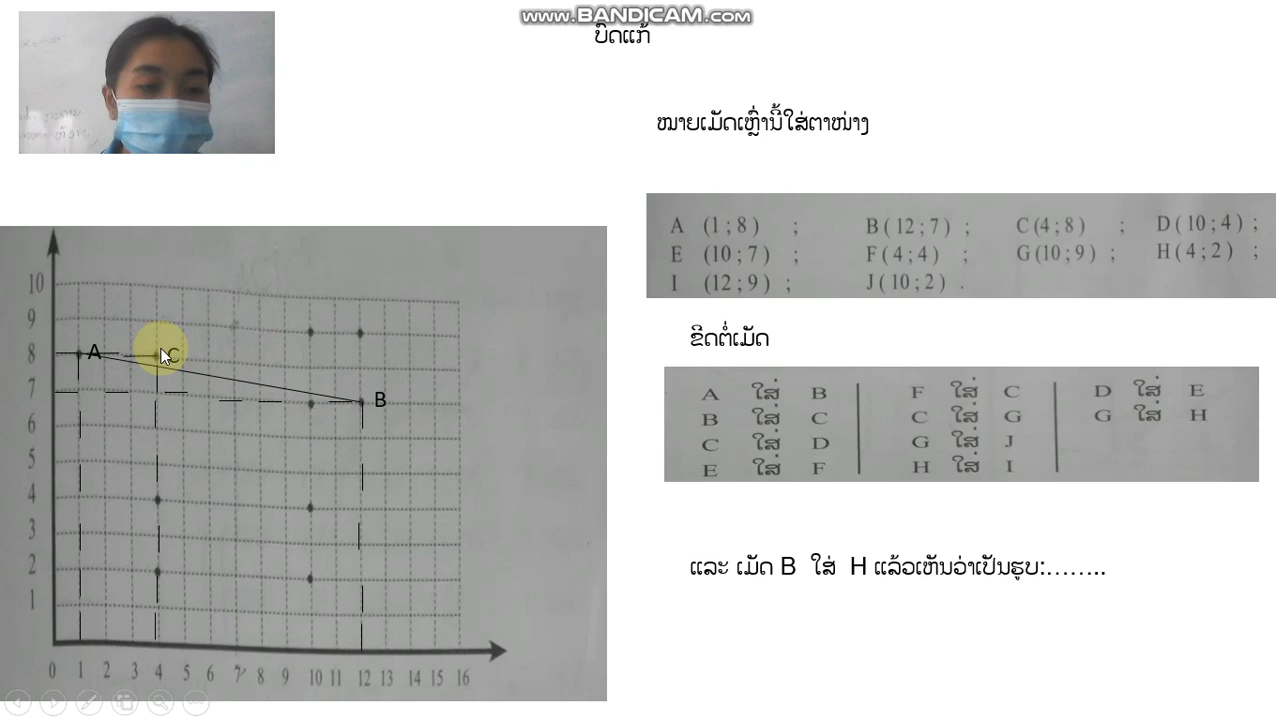 www.BANDICAM.com
ບົດແກ້
ໝາຍເມັດເຫຼົ່ານີ້ໃສ່ຕາໜ່າງ
A (1 ; 8) ; B ( 12 ; 7) ; C (4 ; 8) ; D ( 10 ; 4) ;
E (10 ; 7) ; F (4 ; 4) ; G(10 ; 9) ; H (4 ; 2) ;
I (12 ; 9) ; J ( 10 ; 2) .
ຂີດຕໍ່ເມັດ
A ໃສ່ B F ໃສ່ C D ໃສ່ E
B ໃສ່ C C ໃສ່ G G ໃສ່ H
C ໃສ່ D G ໃສ່ J
E ໃສ່ F H ໃສ່ I
ແລະ ເມັດ B ໃສ່ H ແລ້ວເຫັນວ່າເປັນຮູບ:……..
10
9
8 A C
7 B
6
5
4
3
2
1
0 1 2 3 4 5 6 7 8 9 10 11 12 13 14 15 16